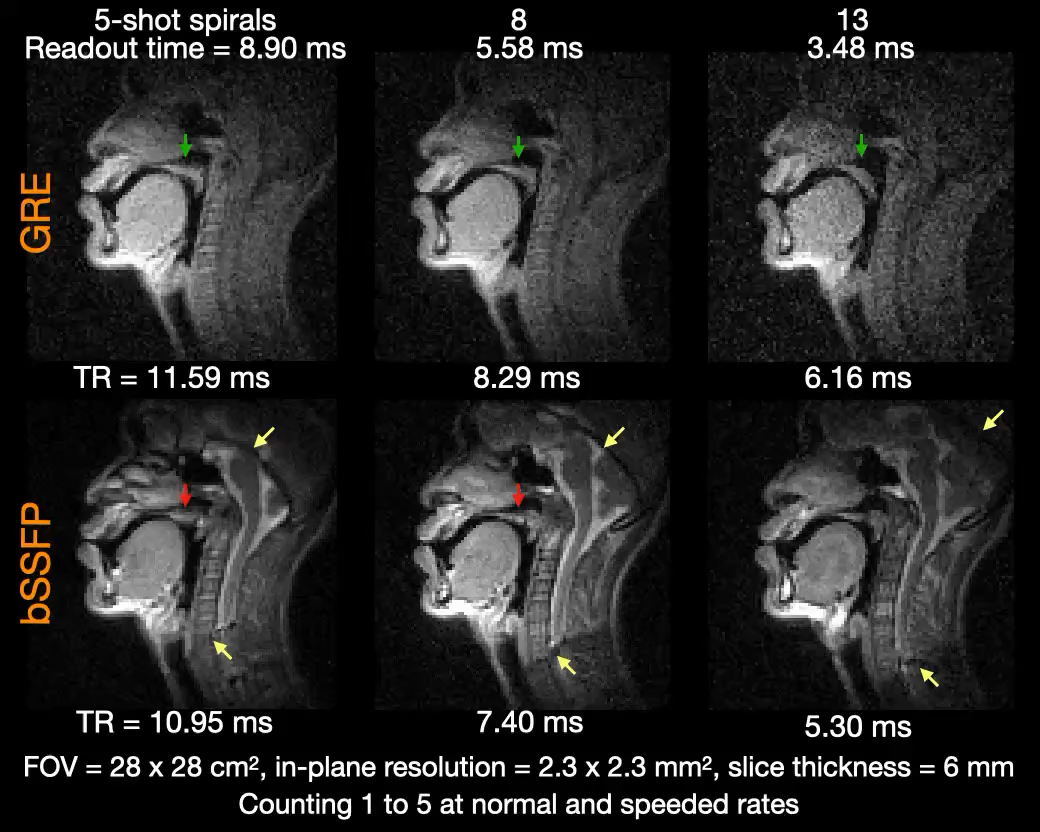 5-shot spirals 8 13
Readout time = 8.90 ms 5.58 ms 3.48 ms
GRE
TR = 11.59 ms 8.29 ms 6.16 ms
bSSFP
TR = 10.95 ms 7.40 ms 5.30 ms
FOV = 28 x 28 cm², in-plane resolution = 2.3 x 2.3 mm², slice thickness = 6 mm
Counting 1 to 5 at normal and speeded rates